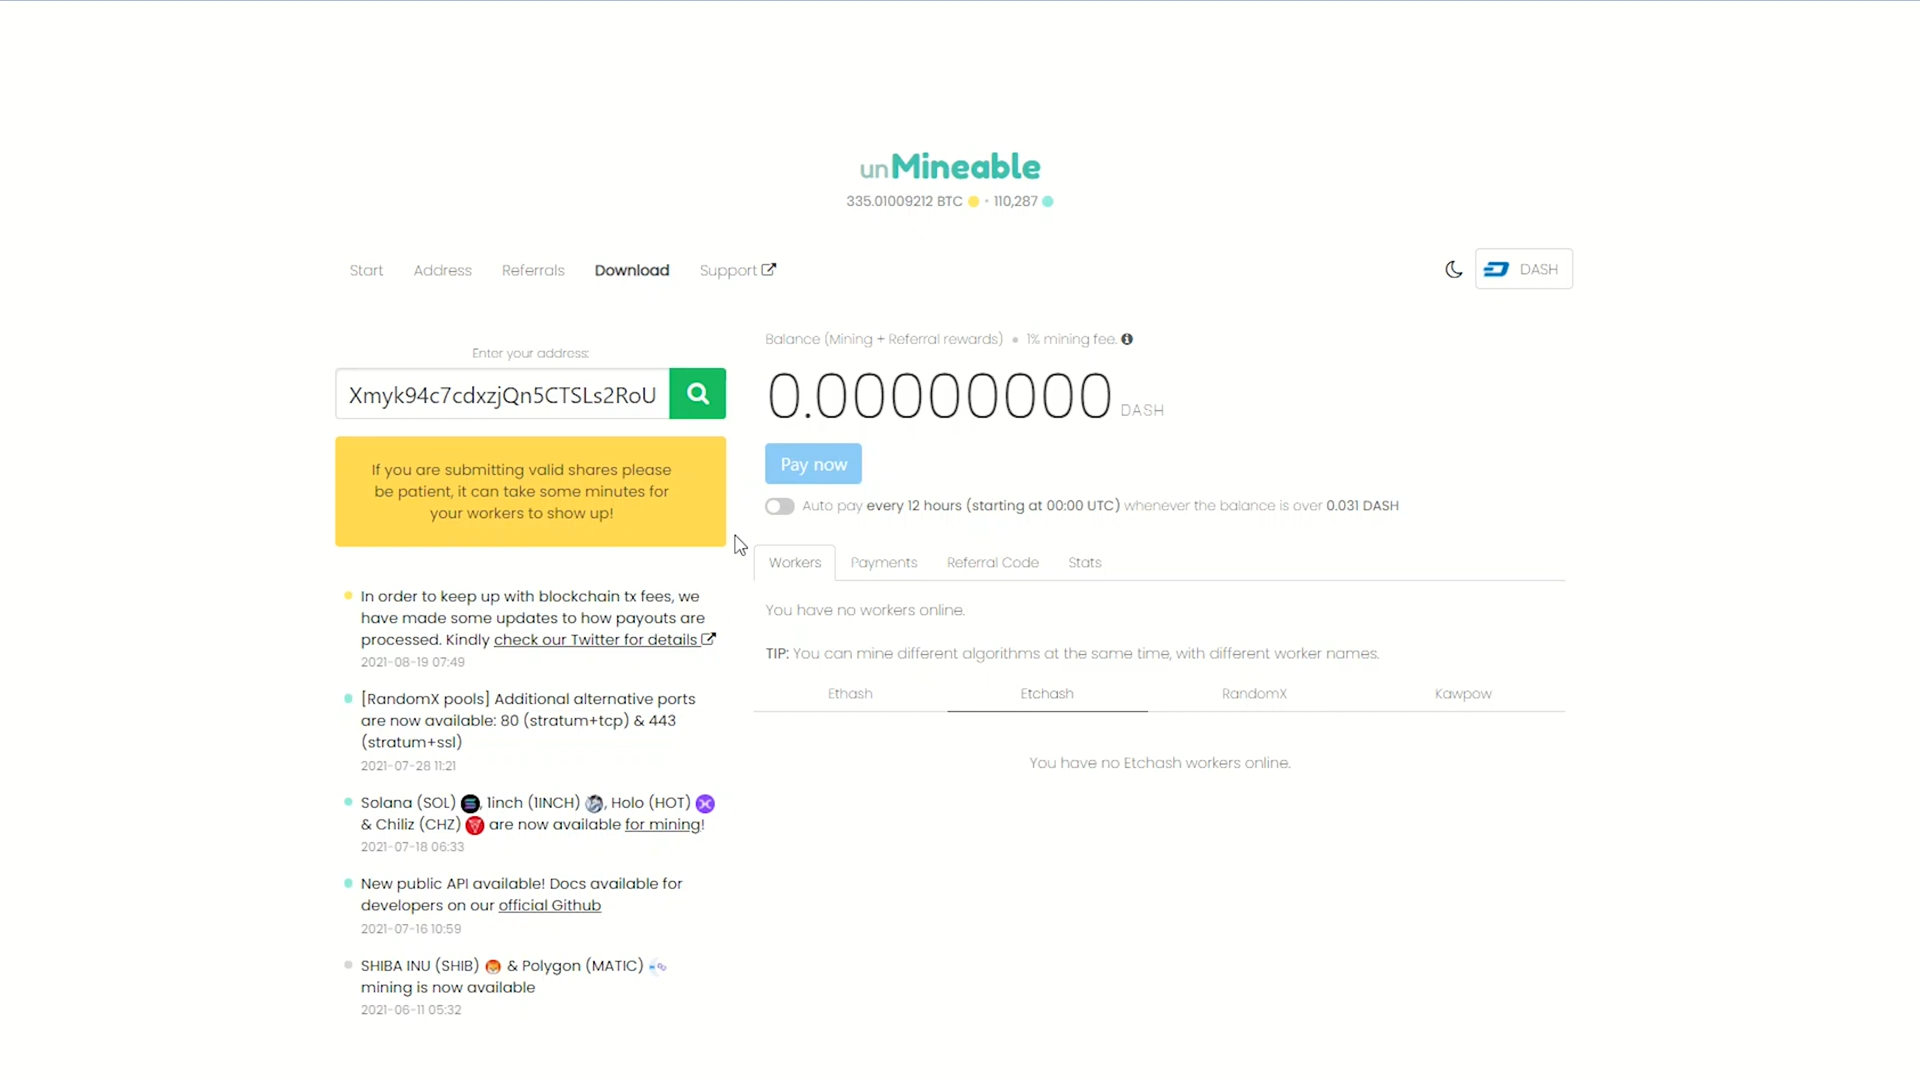 unMineable
335.01009212 BTC • 110,287
Start Address Referrals Download Support
DASH
Enter your address:
Xmyk94c7cdxzjQn5CTSLs2RoU
If you are submitting valid shares please
be patient, it can take some minutes for
your workers to show up!
In order to keep up with blockchain tx fees, we
have made some updates to how payouts are
processed. Kindly check our Twitter for details
2021-08-19 07:49
[RandomX pools] Additional alternative ports
are now available: 80 (stratum+tcp) & 443
(stratum+ssl)
2021-07-28 11:21
Solana (SOL) , 1inch (1INCH) , Holo (HOT)
& Chiliz (CHZ) are now available for mining!
2021-07-18 06:33
New public API available! Docs available for
developers on our official Github
2021-07-16 10:59
SHIBA INU (SHIB) & Polygon (MATIC)
mining is now available
2021-06-11 05:32
Balance (Mining + Referral rewards) • 1% mining fee.
0.00000000 DASH
Pay now
Auto pay every 12 hours (starting at 00:00 UTC) whenever the balance is over 0.031 DASH
Workers Payments Referral Code Stats
You have no workers online.
TIP: You can mine different algorithms at the same time, with different worker names.
Ethash Etchash RandomX Kawpow
You have no Etchash workers online.